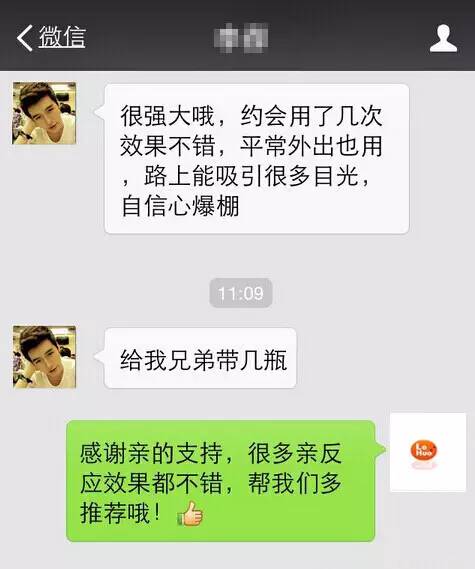 微信
很强大哦，约会用了几次
效果不错，平常外出也用
，路上能吸引很多目光，
自信心爆棚
11:09
给我兄弟带几瓶
感谢亲的支持，很多亲反
应效果都不错，帮我们多
推荐哦！
Le
Huo